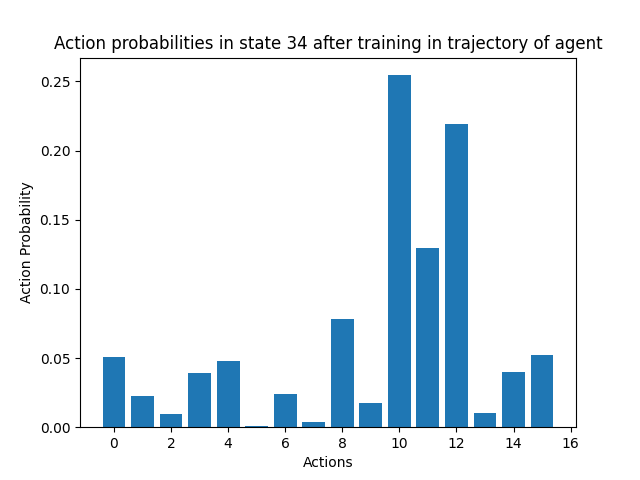 Action probabilities in state 34 after training in trajectory of agent
0.25
0.20
0.15
0.10
0.05
0.00
Action Probability
0 2 4 6 8 10 12 14 16
Actions